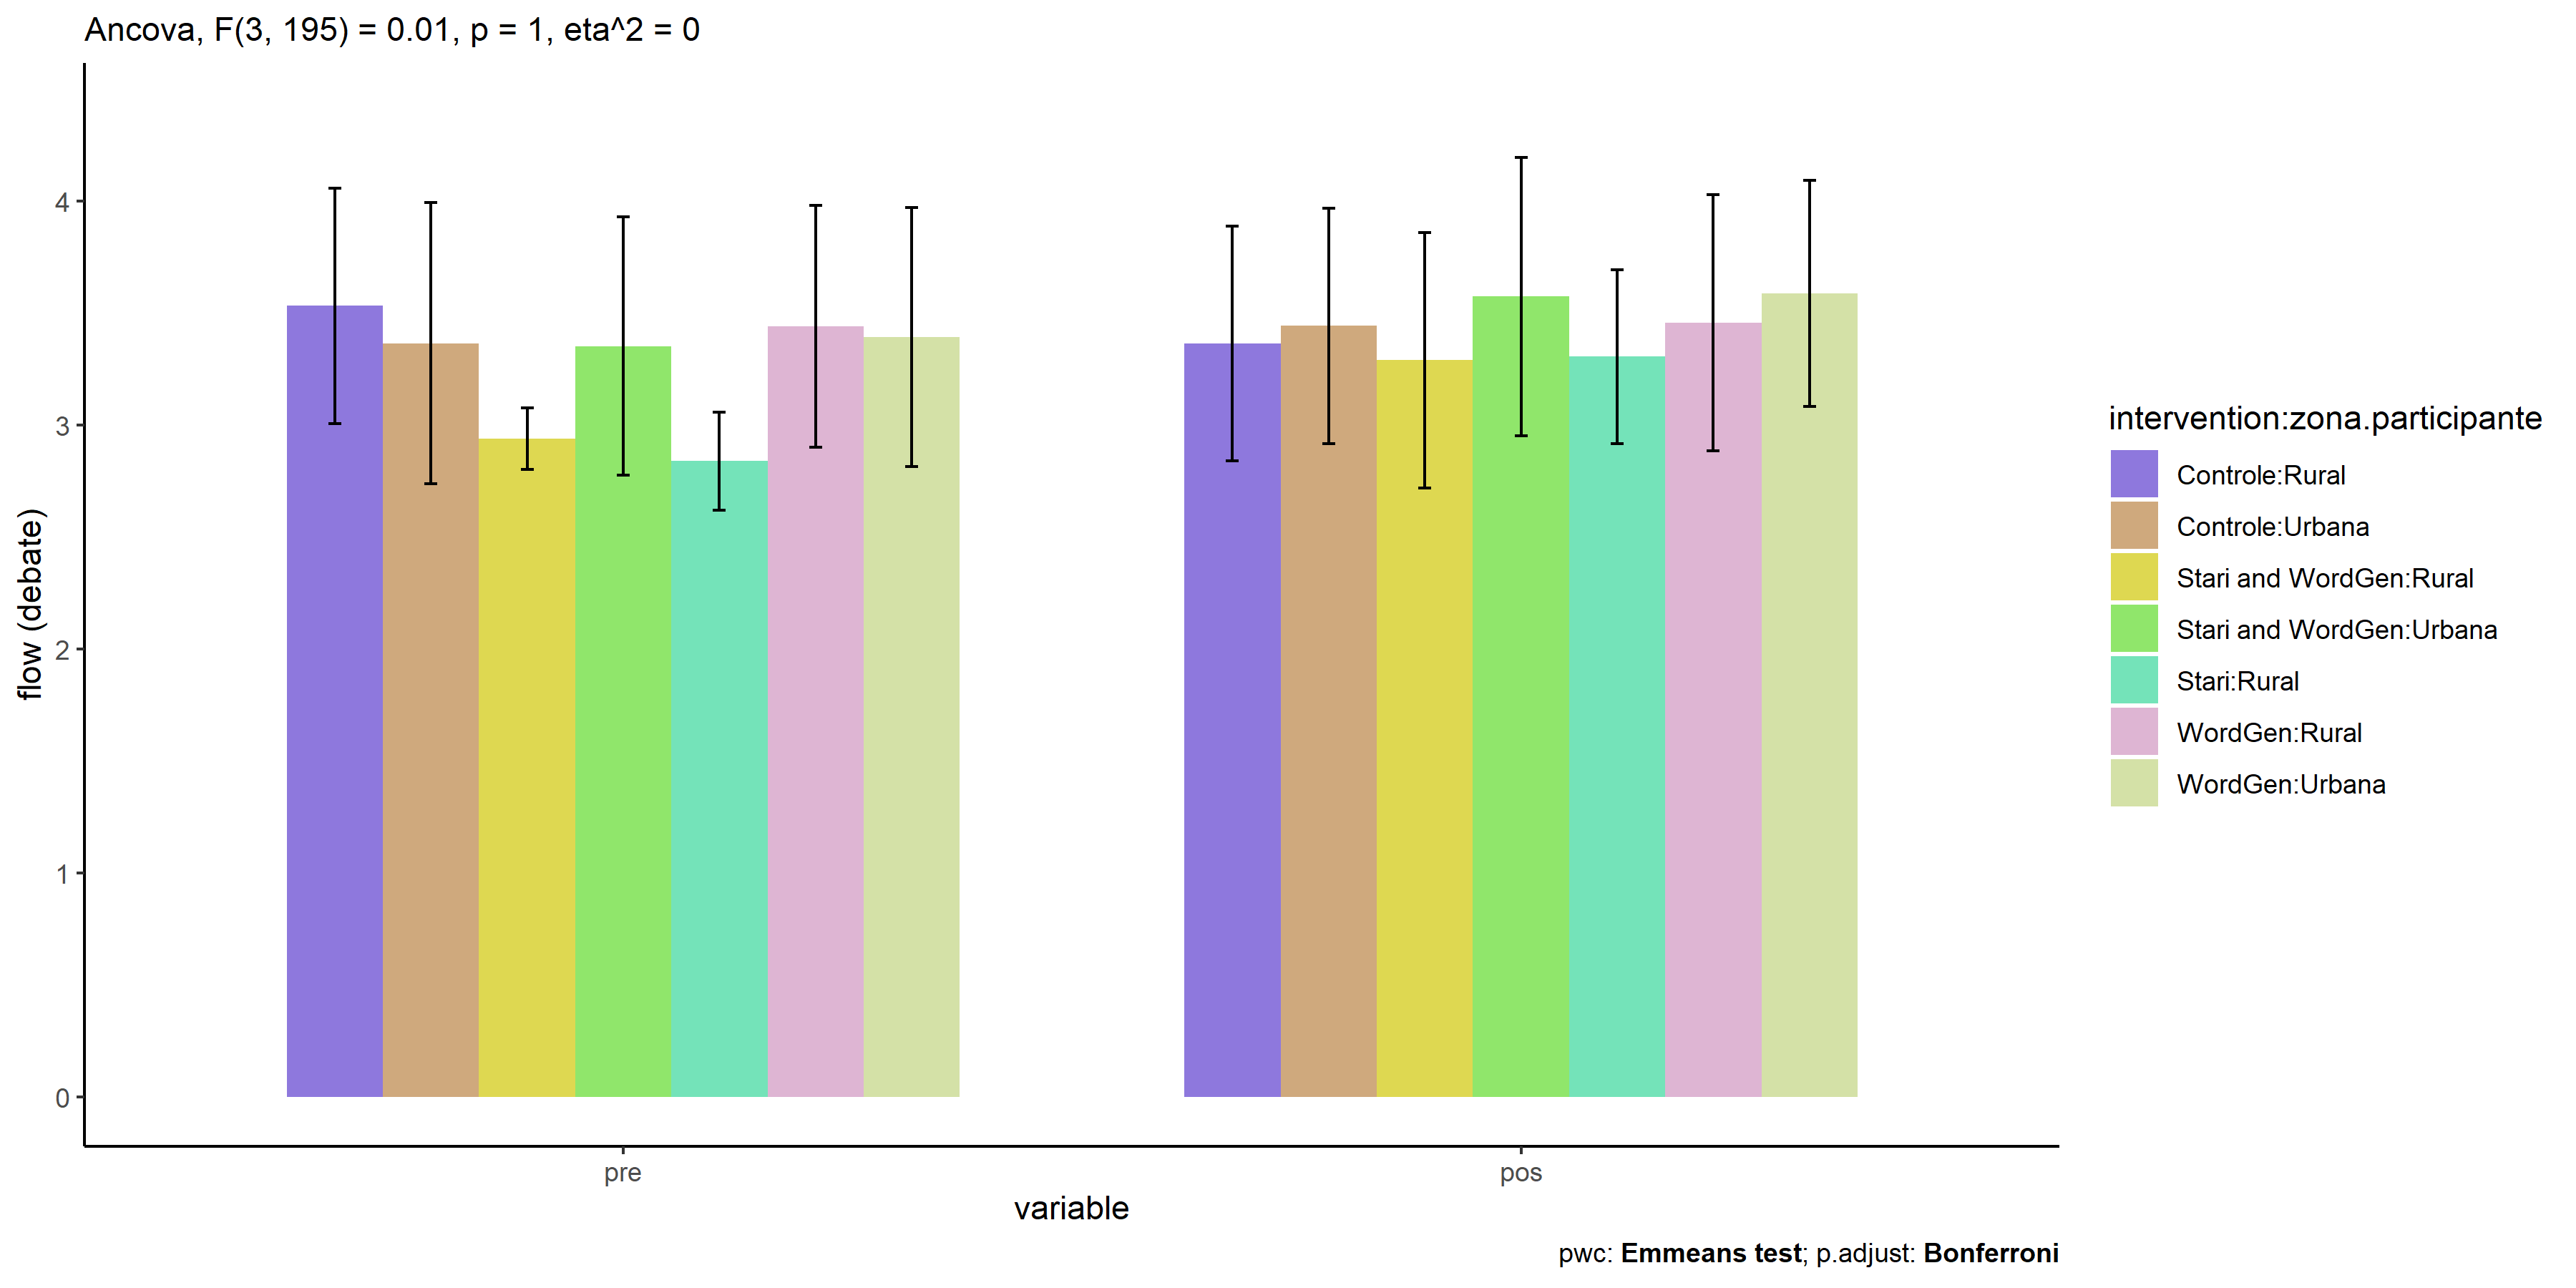 Ancova, F(3, 195) = 0.01, p = 1, eta^2 = 0
flow (debate)
4
3
2
1
0
pre
pos
variable
intervention:zona.participante
Controle:Rural
Controle:Urbana
Stari and WordGen:Rural
Stari and WordGen:Urbana
Stari:Rural
WordGen:Rural
WordGen:Urbana
pwc: Emmeans test; p.adjust: Bonferroni